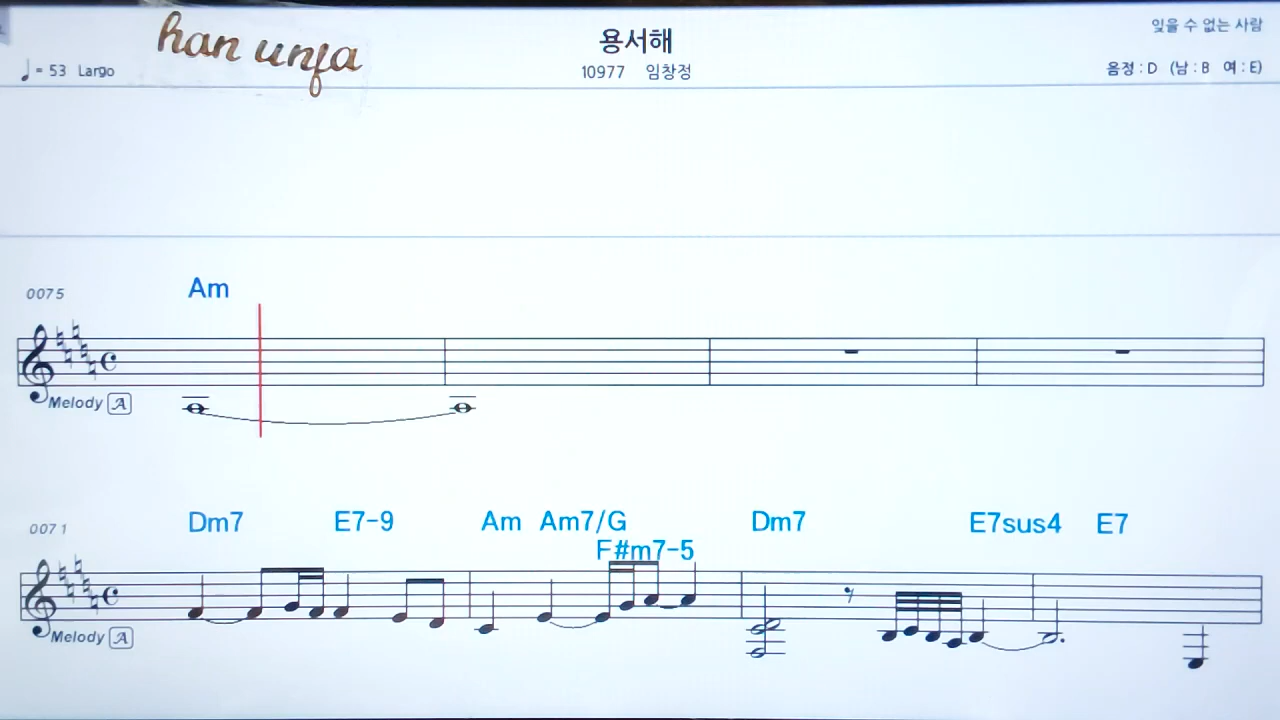 han unja
용서해
잊을 수 없는 사람
♩ = 53 Largo
10977 임창정
음정 : D (남 : B 여 : E)
0075
Am
Melody A
0071
Dm7 E7-9 Am Am7/G Dm7 E7sus4 E7
F#m7-5
Melody A